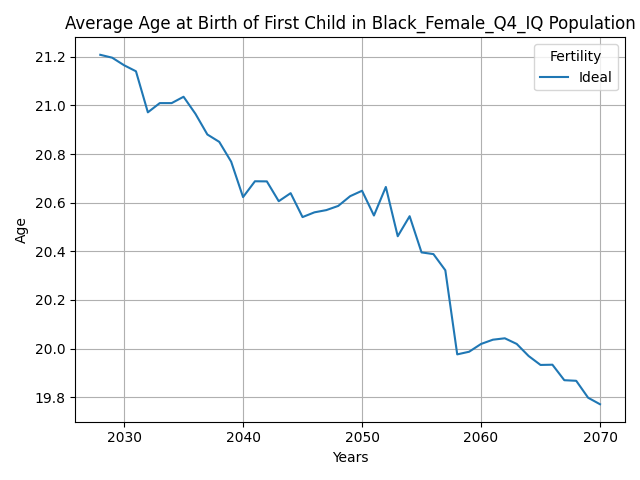 Average Age at Birth of First Child in Black_Female_Q4_IQ Population
Fertility
Ideal
21.2
21.0
20.8
20.6
20.4
20.2
20.0
19.8
Age
2030 2040 2050 2060 2070
Years